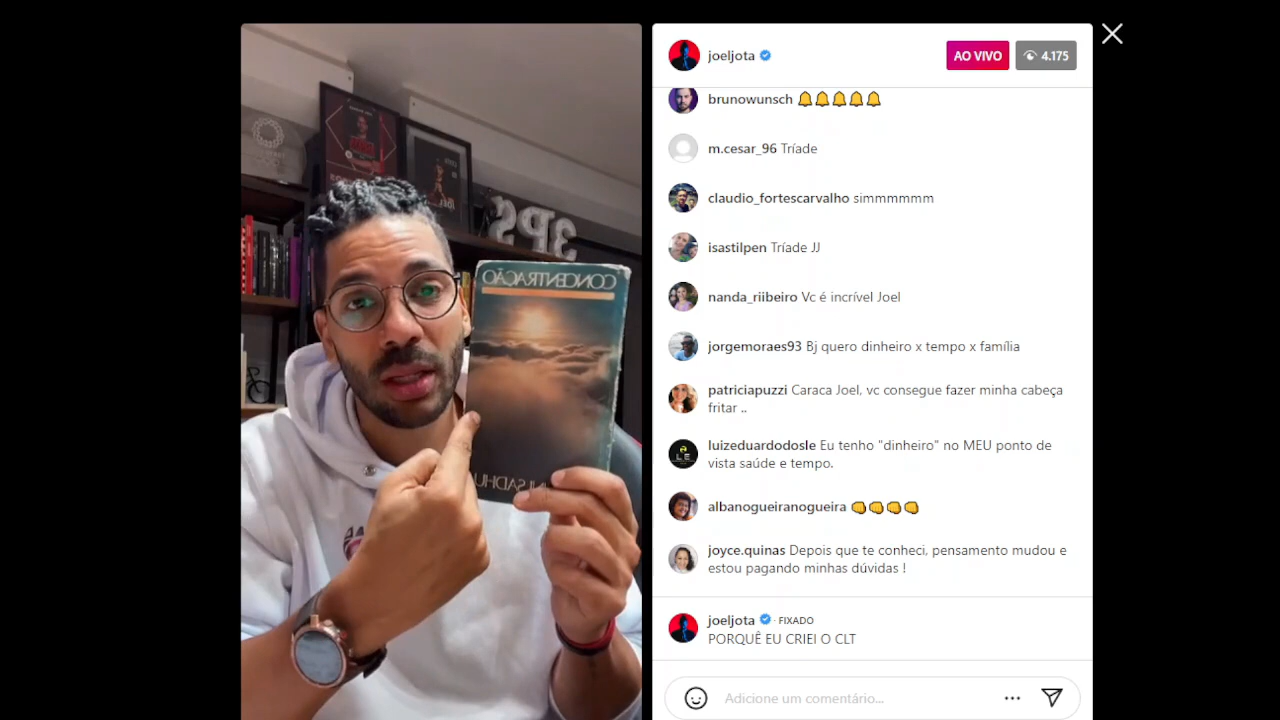 joeljota
AO VIVO
4.175
brunowunsch 🔔🔔🔔🔔🔔
m.cesar_96 Tríade
claudio_fortescarvalho simmmmmm
isastilpen Tríade JJ
nanda_riibeiro Vc é incrível Joel
jorgemoraes93 Bj quero dinheiro x tempo x família
patriciapuzzi Caraca Joel, vc consegue fazer minha cabeça
fritar ..
luizeduardodosle Eu tenho "dinheiro" no MEU ponto de
vista saúde e tempo.
albanogueiranogueira 👊👊👊👊
joyce.quinas Depois que te conheci, pensamento mudou e
estou pagando minhas dúvidas !
joeljota · FIXADO
PORQUÊ EU CRIEI O CLT
Adicione um comentário...
3PS
CONCENTRAÇÃO
SADHU